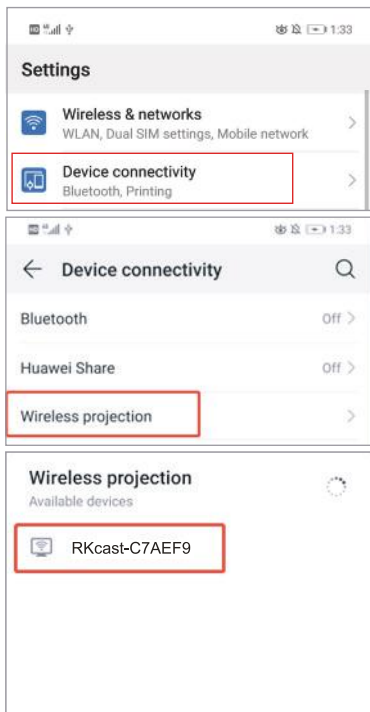 HD 1:33
Settings
Wireless & networks
WLAN, Dual SIM settings, Mobile network
Device connectivity
Bluetooth, Printing
1:33
Device connectivity
Bluetooth Off
Huawei Share Off
Wireless projection
Wireless projection
Available devices
RKcast-C7AEF9